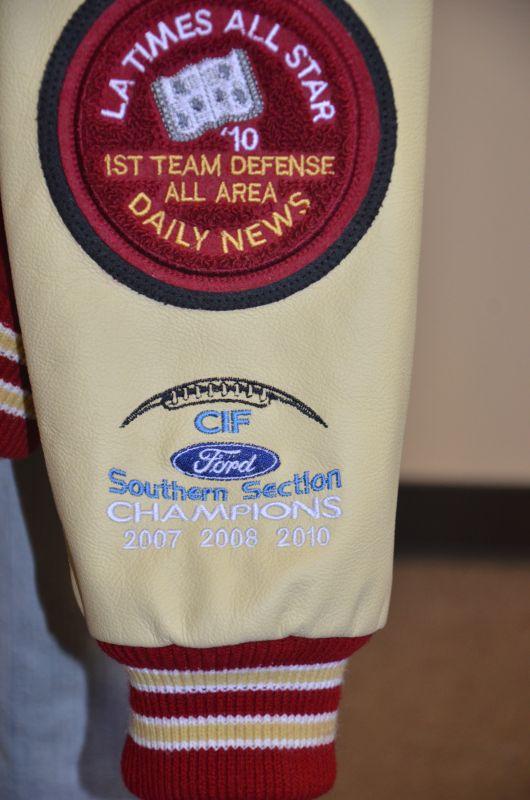 LA TIMES ALL STAR
'10
1ST TEAM DEFENSE
ALL AREA
DAILY NEWS
CIF
Ford
Southern Section
CHAMPIONS
2007 2008 2010